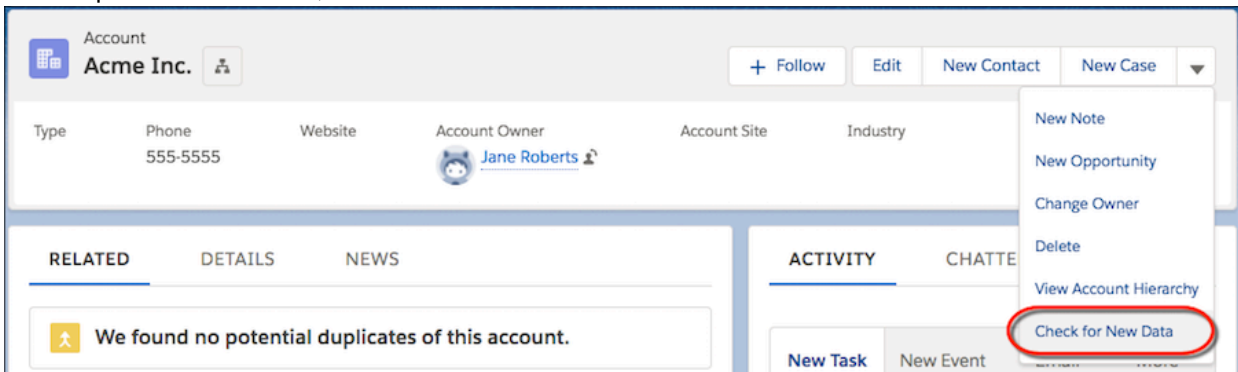 Account
Acme Inc.
+ Follow Edit New Contact New Case
Type Phone Website Account Owner Account Site Industry
555-5555 Jane Roberts
New Note
New Opportunity
Change Owner
Delete
View Account Hierarchy
Check for New Data
RELATED DETAILS NEWS
We found no potential duplicates of this account.
ACTIVITY CHATTE
New Task New Event